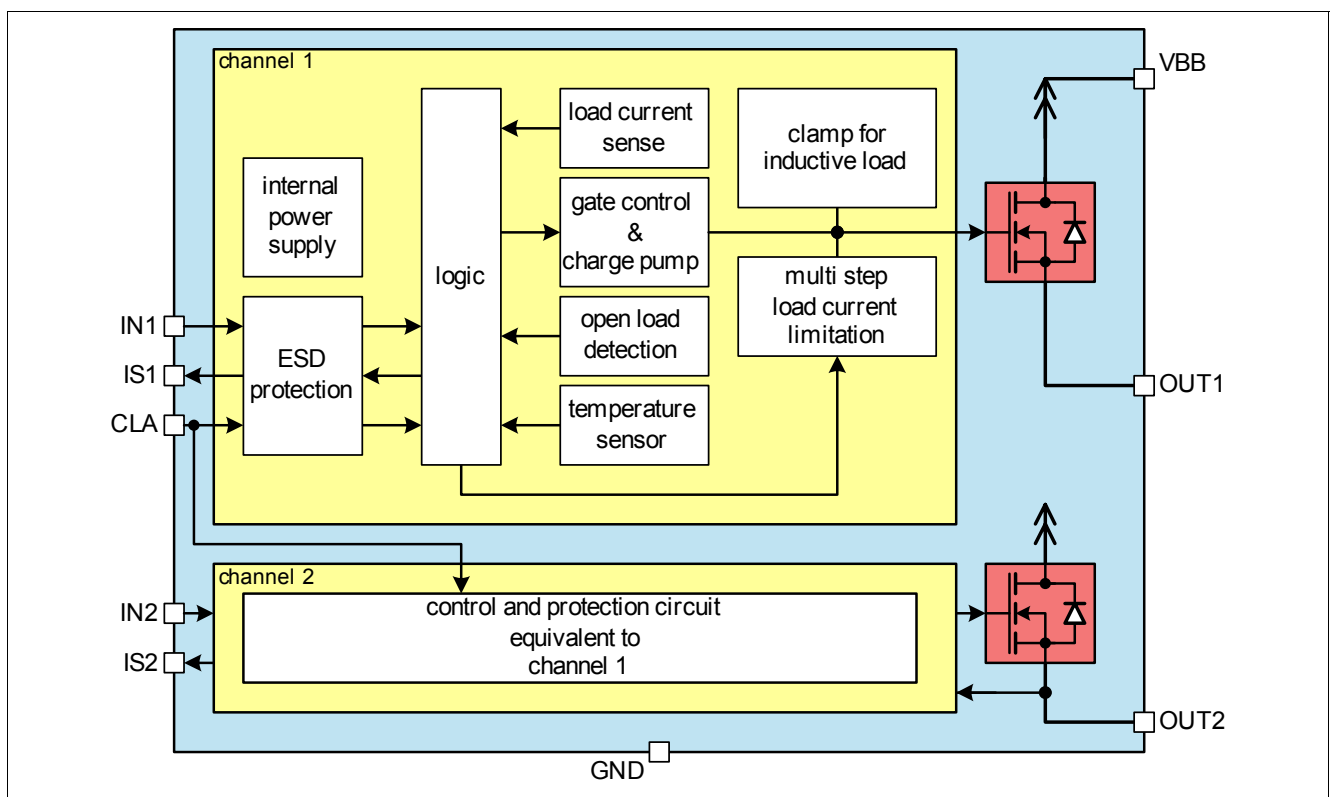 channel 1
VBB
load current
sense
clamp for
inductive load
internal
power
supply
gate control
&
charge pump
logic
multi step
load current
limitation
IN1
ESD
protection
open load
detection
IS1
OUT1
CLA
temperature
sensor
channel 2
IN2
control and protection circuit
equivalent to
channel 1
IS2
OUT2
GND